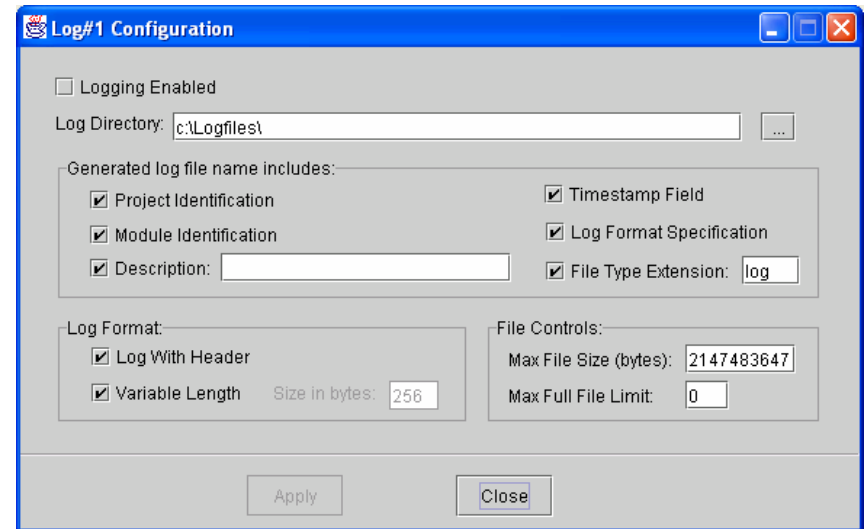 Log#1 Configuration
Logging Enabled
Log Directory: c:\Logfiles\ ...
Generated log file name includes:
Project Identification
Timestamp Field
Module Identification
Log Format Specification
Description:
File Type Extension: log
Log Format:
Log With Header
Variable Length Size in bytes: 256
File Controls:
Max File Size (bytes): 2147483647
Max Full File Limit: 0
Apply
Close